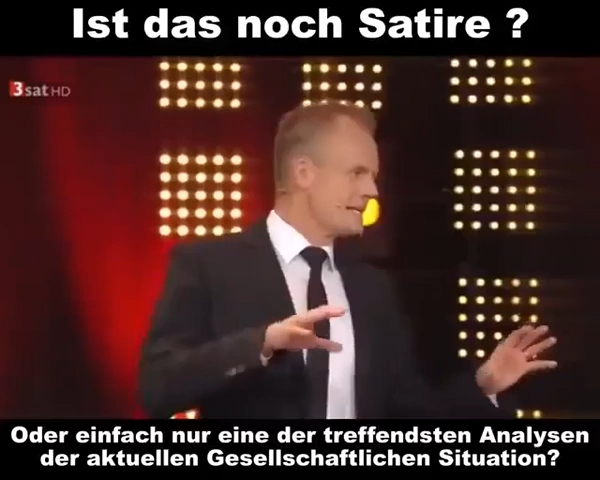 Ist das noch Satire ?
3sat HD
Oder einfach nur eine der treffendsten Analysen
der aktuellen Gesellschaftlichen Situation?